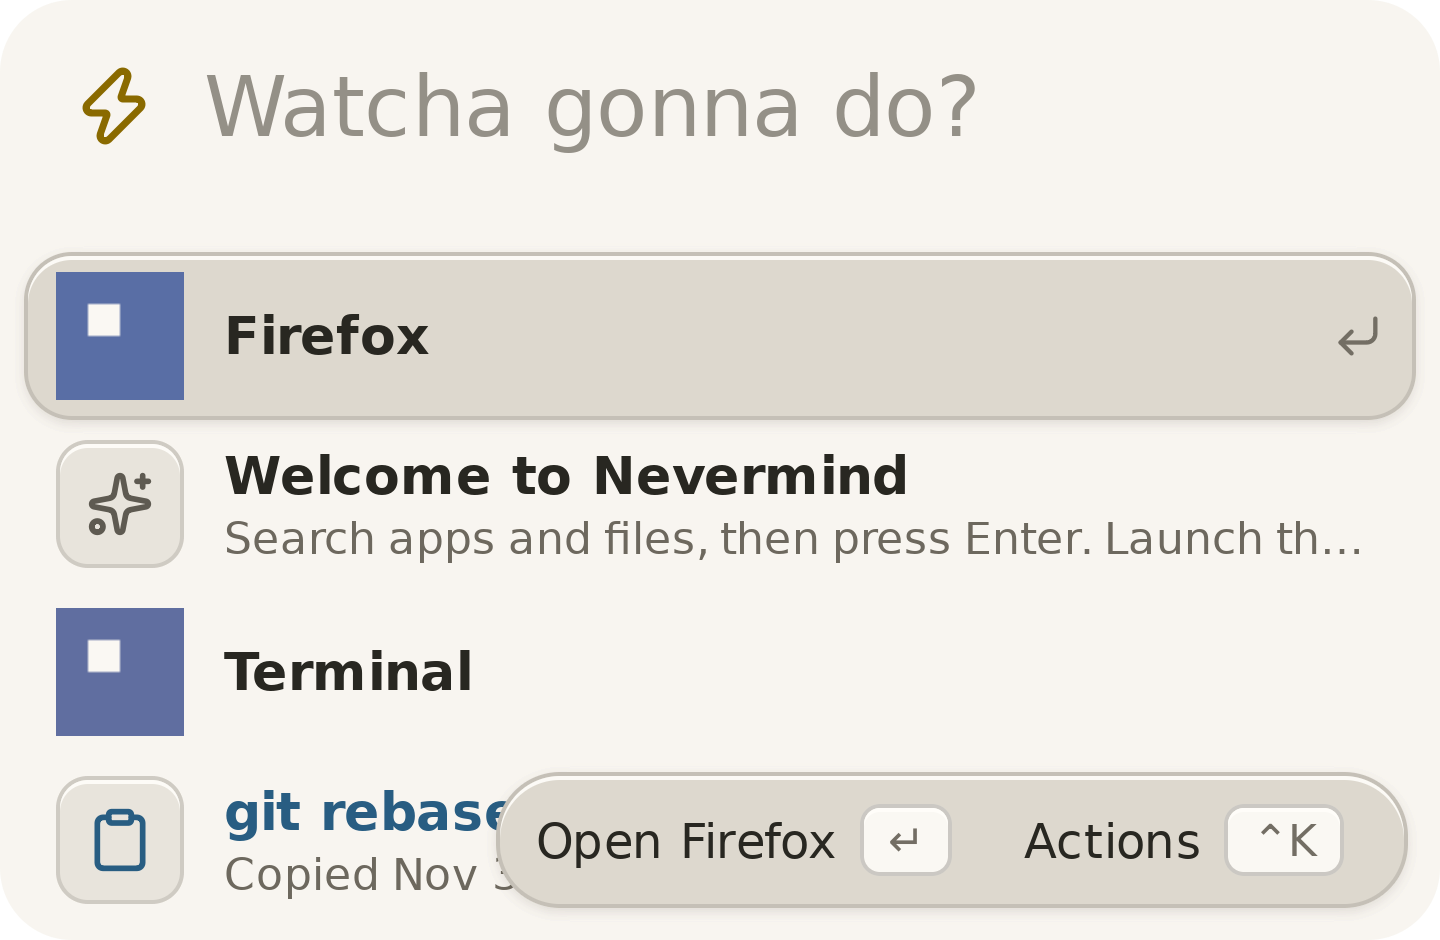 Watcha gonna do?
Firefox
Welcome to Nevermind
Search apps and files, then press Enter. Launch th...
Terminal
git rebase
Copied Nov
Open Firefox ↵ Actions ^K